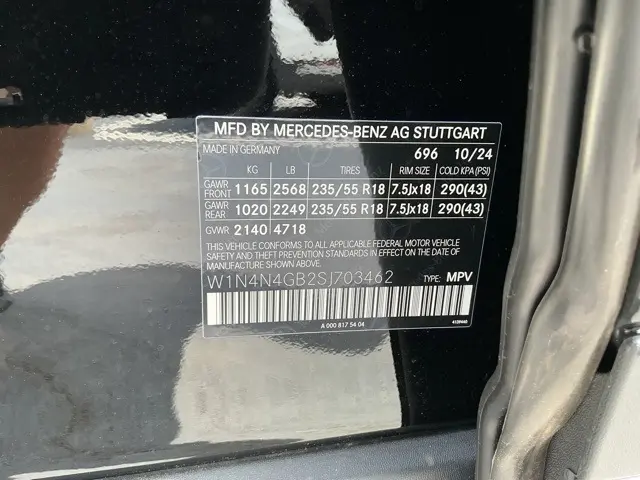 MFD BY MERCEDES-BENZ AG STUTTGART
MADE IN GERMANY 696 10/24
KG LB TIRES RIM SIZE COLD KPA (PSI)
GAWR FRONT 1165 2568 235/55 R18 7.5Jx18 290(43)
GAWR REAR 1020 2249 235/55 R18 7.5Jx18 290(43)
GVWR 2140 4718
THIS VEHICLE CONFORMS TO ALL APPLICABLE FEDERAL MOTOR VEHICLE
SAFETY AND THEFT PREVENTION STANDARDS IN EFFECT ON THE
DATE OF MANUFACTURE SHOWN ABOVE.
W1N4N4GB2SJ703462 TYPE: MPV
A 000 817 54 04